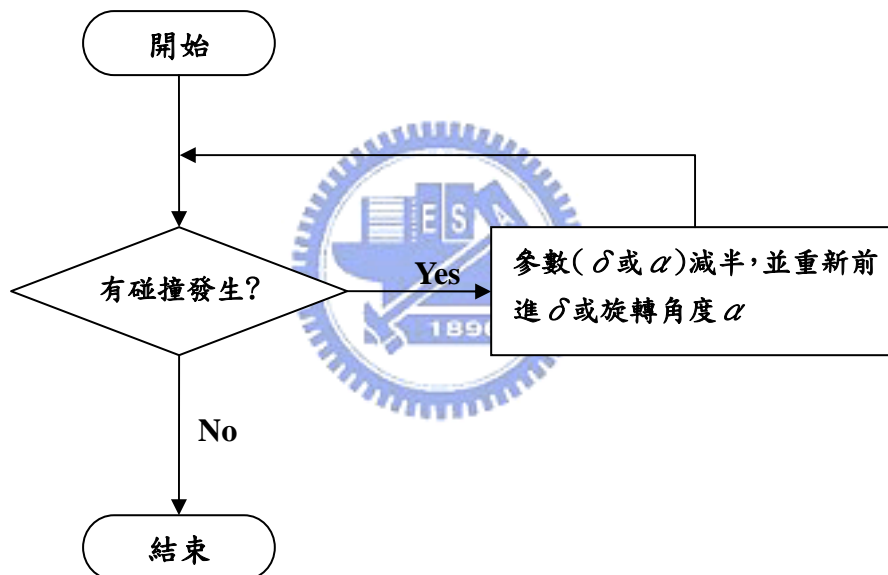 開始
有碰撞發生?
Yes
參數(δ或α)減半,並重新前
進δ或旋轉角度α
No
結束
E S A
189